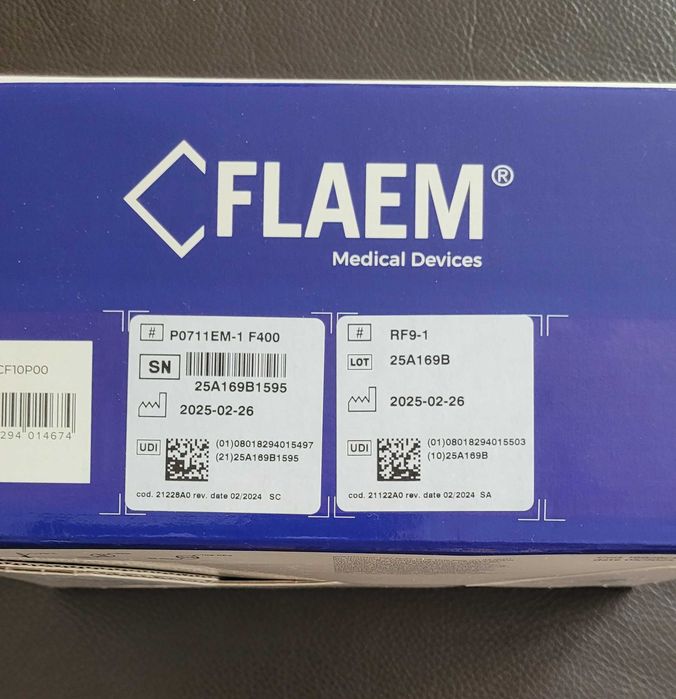 FLAEM®
Medical Devices
CF10P00
294 014674
# P0711EM-1 F400
SN
25A169B1595
2025-02-26
UDI
(01)08018294015497
(21)25A169B1595
cod. 21228A0 rev. date 02/2024 SC
# RF9-1
LOT 25A169B
2025-02-26
UDI
(01)08018294015503
(10)25A169B
cod. 21122A0 rev. date 02/2024 SA